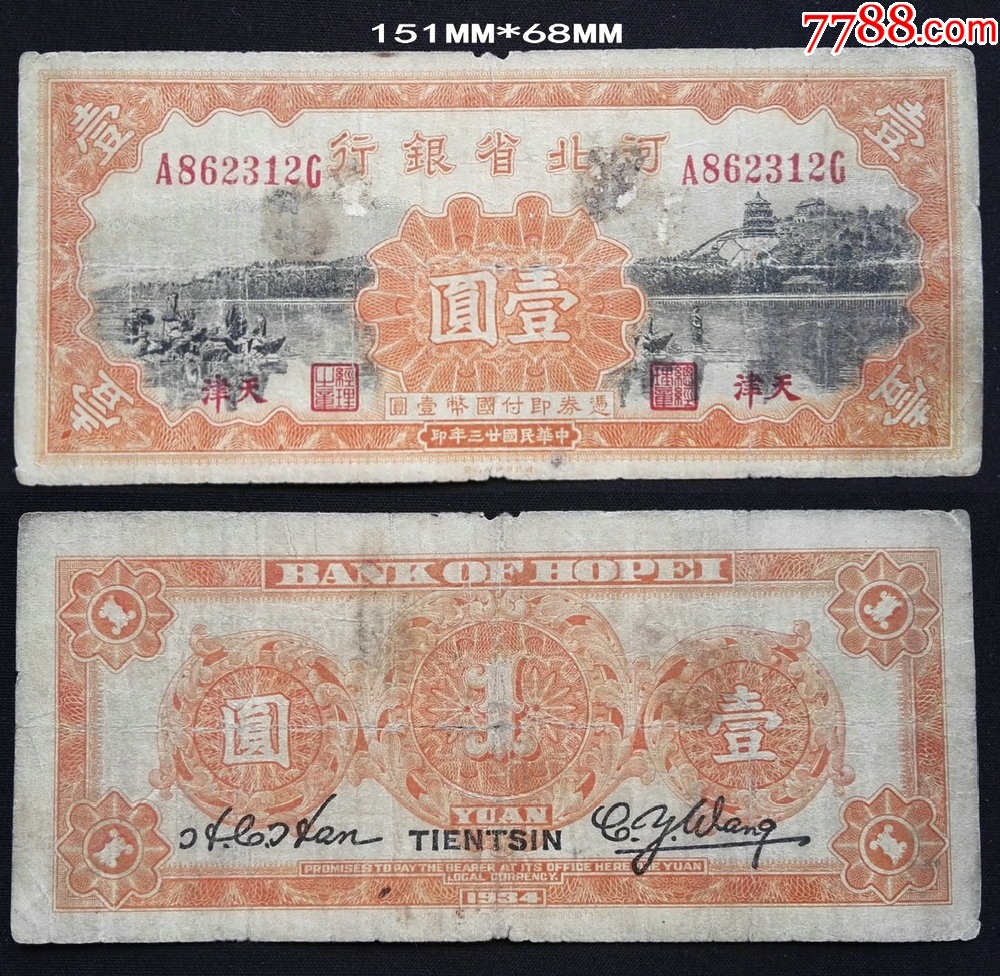 151MM*68MM
7788.com
壹
壹
河北省銀行
A862312G
A862312G
壹圓
天津
經理
天津
憑券即付國幣壹圓
壹
壹
中華民國廿三年印
BANK OF HOPEI
圓
1
壹
YUAN
H.C.Han
TIENTSIN
C.Y.Wang
PROMISES TO PAY THE BEARER AT ITS OFFICE HERE ONE YUAN
LOCAL CURRENCY.
1934